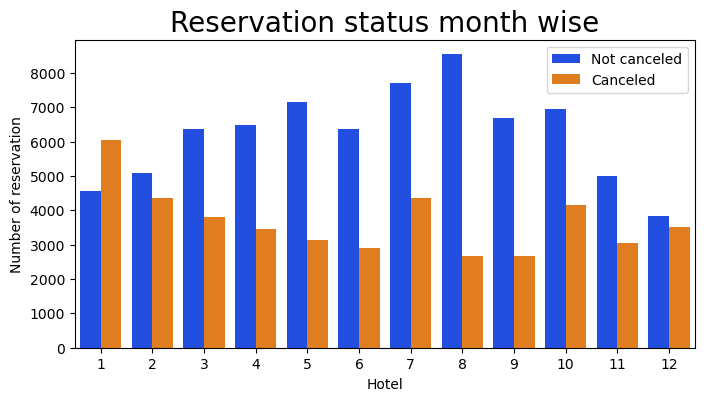 Reservation status month wise
Not canceled
Canceled
Number of reservation
8000
7000
6000
5000
4000
3000
2000
1000
0
1 2 3 4 5 6 7 8 9 10 11 12
Hotel